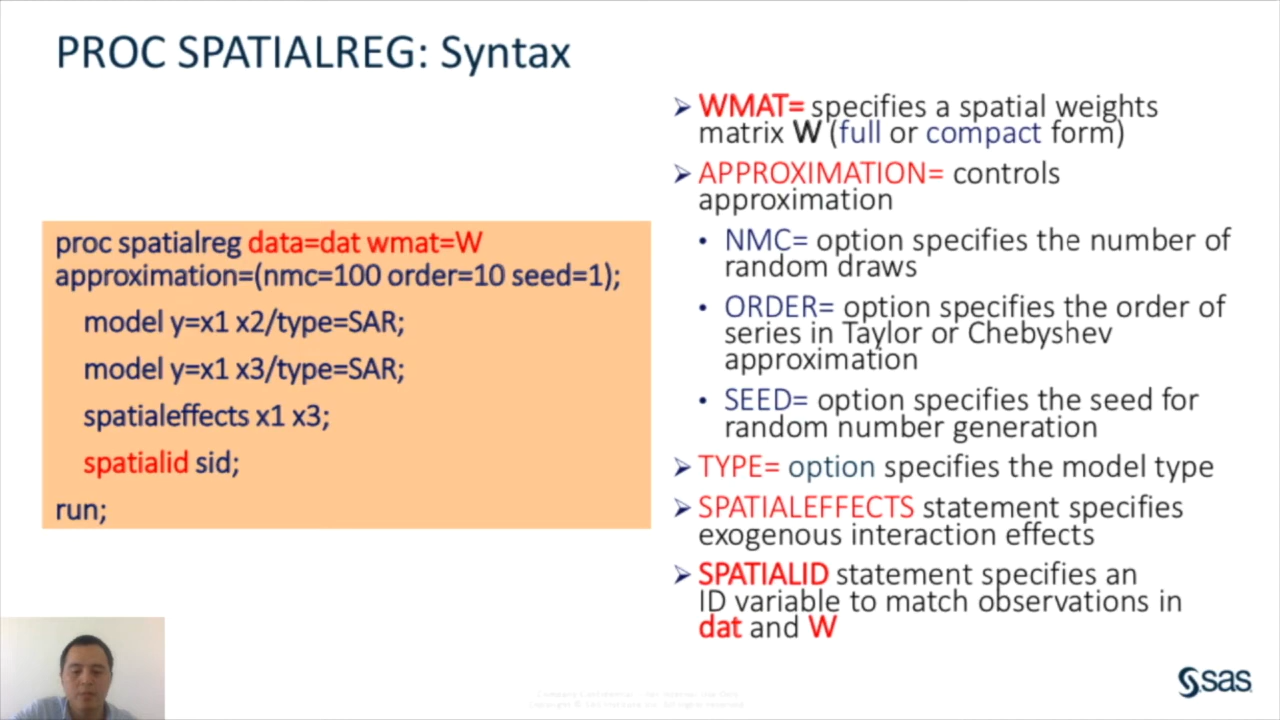 PROC SPATIALREG: Syntax
proc spatialreg data=dat wmat=W
approximation=(nmc=100 order=10 seed=1);
model y=x1 x2/type=SAR;
model y=x1 x3/type=SAR;
spatialeffects x1 x3;
spatialid sid;
run;
➢ WMAT= specifies a spatial weights
matrix W (full or compact form)
➢ APPROXIMATION= controls
approximation
• NMC= option specifies the number of
random draws
• ORDER= option specifies the order of
series in Taylor or Chebyshev
approximation
• SEED= option specifies the seed for
random number generation
➢ TYPE= option specifies the model type
➢ SPATIALEFFECTS statement specifies
exogenous interaction effects
➢ SPATIALID statement specifies an
ID variable to match observations in
dat and W
sas